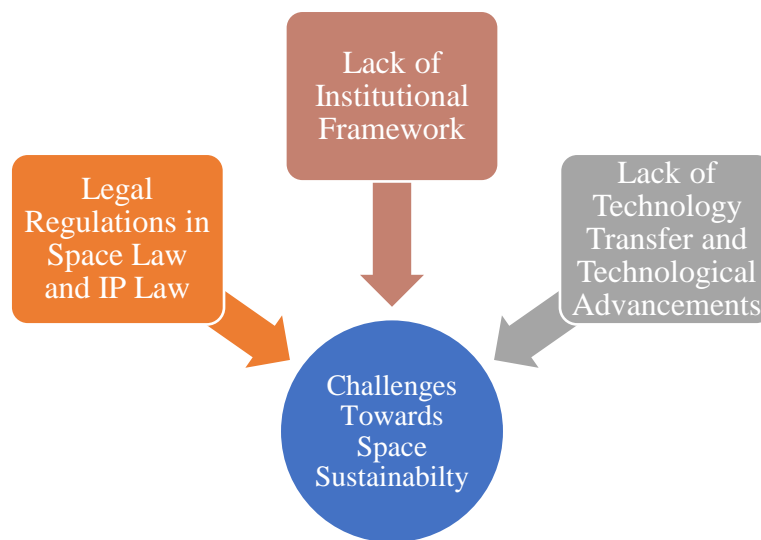 Lack of
Institutional
Framework
Legal
Regulations in
Space Law
and IP Law
Lack of
Technology
Transfer and
Technological
Advancements
Challenges
Towards
Space
Sustainabilty